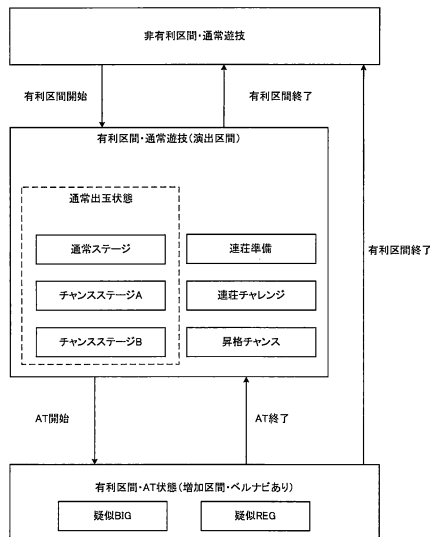 非有利区間・通常遊技
有利区間開始
有利区間終了
有利区間・通常遊技(演出区間)
通常出玉状態
通常ステージ
連荘準備
有利区間終了
チャンスステージA
連荘チャレンジ
チャンスステージB
昇格チャンス
AT開始
AT終了
有利区間・AT状態(増加区間・ベルナビあり)
疑似BIG
疑似REG